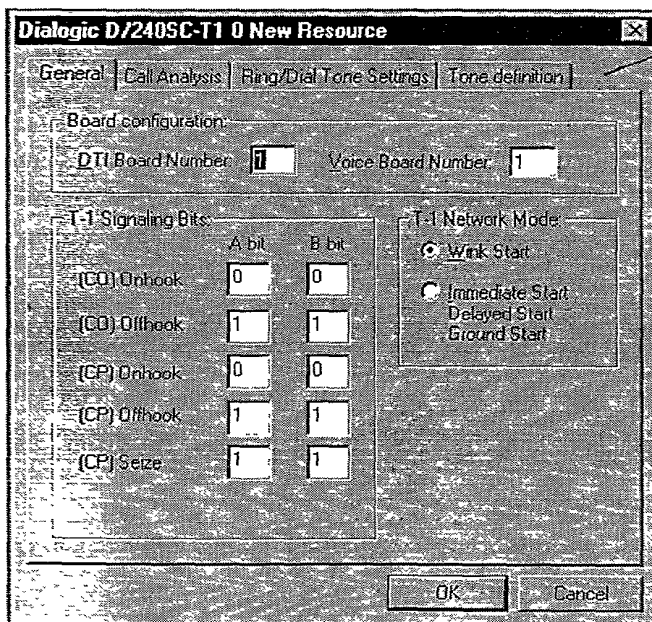 Dialogic D/240SC-T1 0 New Resource
General Call Analysis Ring/Dial Tone Settings Tone definition
Board configuration:
DTI Board Number: 1 Voice Board Number: 1
T-1 Signaling Bits:
A bit B bit
(CO) Onhook 0 0
(CO) Offhook 1 1
(CP) Onhook 0 0
(CP) Offhook 1 1
(CP) Seize 1 1
T-1 Network Mode:
Wink Start
Immediate Start
Delayed Start
Ground Start
OK Cancel